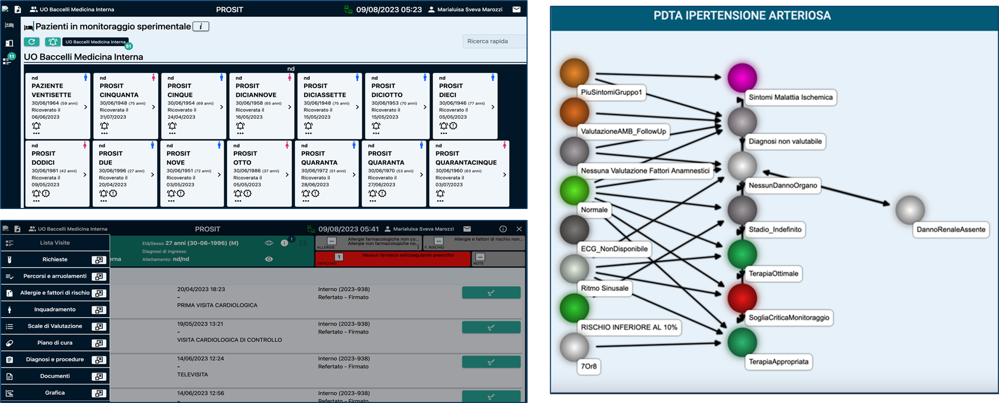 UO Baccelli Medicina Interna
PROSIT
09/08/2023 05:23
Marialuisa Sveva Marozzi
Pazienti in monitoraggio sperimentale
i
UO Baccelli Medicina Interna
51
Ricerca rapida
11
UO Baccelli Medicina Interna
nd
nd
PAZIENTE
VENTISETTE
30/06/1964 (59 anni)
Ricoverato il
06/06/2023
nd
PROSIT
CINQUANTA
30/06/1948 (75 anni)
Ricoverata il
31/07/2023
nd
PROSIT
CINQUE
30/06/1954 (69 anni)
Ricoverato il
24/04/2023
nd
PROSIT
DICIANNOVE
30/06/1958 (65 anni)
Ricoverata il
16/05/2023
nd
PROSIT
DICIASSETTE
30/06/1948 (75 anni)
Ricoverato il
15/05/2023
nd
PROSIT
DICIOTTO
30/06/1953 (70 anni)
Ricoverato il
15/05/2023
nd
PROSIT
DIECI
30/06/1946 (77 anni)
Ricoverato il
05/05/2023
nd
PROSIT
DODICI
30/06/1981 (42 anni)
Ricoverata il
09/05/2023
nd
PROSIT
DUE
30/06/1996 (27 anni)
Ricoverato il
20/04/2023
nd
PROSIT
NOVE
30/06/1951 (72 anni)
Ricoverato il
03/05/2023
nd
PROSIT
OTTO
30/06/1986 (37 anni)
Ricoverata il
05/05/2023
nd
PROSIT
QUARANTA
30/06/1972 (51 anni)
Ricoverato il
28/06/2023
nd
PROSIT
QUARANTA
30/06/1970 (53 anni)
Ricoverato il
27/06/2023
nd
PROSIT
QUARANTACINQUE
30/06/1960 (63 anni)
Ricoverata il
03/07/2023
UO Baccelli Medicina Interna
PROSIT
09/08/2023 05:41
Marialuisa Sveva Marozzi
Lista Visite
Richieste
Percorsi e arruolamenti
Allergie e fattori di rischio
Inquadramento
Scale di Valutazione
Piano di cura
Diagnosi e procedure
Documenti
Grafica
erna
Età/Sesso 27 anni (30-06-1996) (M)
Diagnosi di ingresso
Allettamento: nd/nd
Allergie farmacologiche non co...
Allergie non farmacologiche no...
ALLERGIE
Allergie e fattori di rischio non...
F. RISCHIO
1
Nessun farmaco anticoagulante prescritto
ANTICOAG.
NOTE
20/04/2023 18:23
-
PRIMA VISITA CARDIOLOGICA
Interno (2023-938)
Refertato - Firmato
19/05/2023 13:21
-
VISITA CARDIOLOGICA DI CONTROLLO
Interno (2023-938)
Refertato - Firmato
14/06/2023 12:24
-
TELEVISITA
Interno (2023-938)
Refertato - Firmato
14/06/2023 12:56
-
Interno (2023-938)
Refertato - Firmato
PDTA IPERTENSIONE ARTERIOSA
PiuSintomiGruppo1
ValutazioneAMB_FollowUp
Nessuna Valutazione Fattori Anamnestici
Normale
ECG_NonDisponibile
Ritmo Sinusale
RISCHIO INFERIORE AL 10%
7Or8
Sintomi Malattia Ischemica
Diagnosi non valutabile
NessunDannoOrgano
Stadio_Indefinito
TerapiaOttimale
SogliaCriticaMonitoraggio
TerapiaAppropriata
DannoRenaleAssente